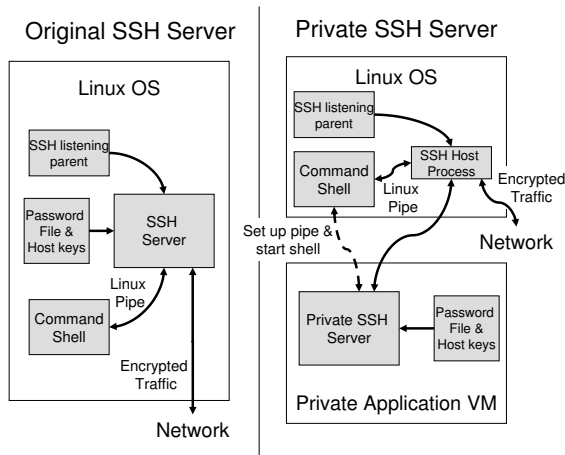 Original SSH Server
Linux OS
SSH listening
parent
Password
File &
Host keys
SSH
Server
Linux
Pipe
Command
Shell
Encrypted
Traffic
Network
Private SSH Server
Linux OS
SSH listening
parent
Command
Shell
SSH Host
Process
Linux
Pipe
Encrypted
Traffic
Network
Set up pipe &
start shell
Private SSH
Server
Password
File &
Host keys
Private Application VM